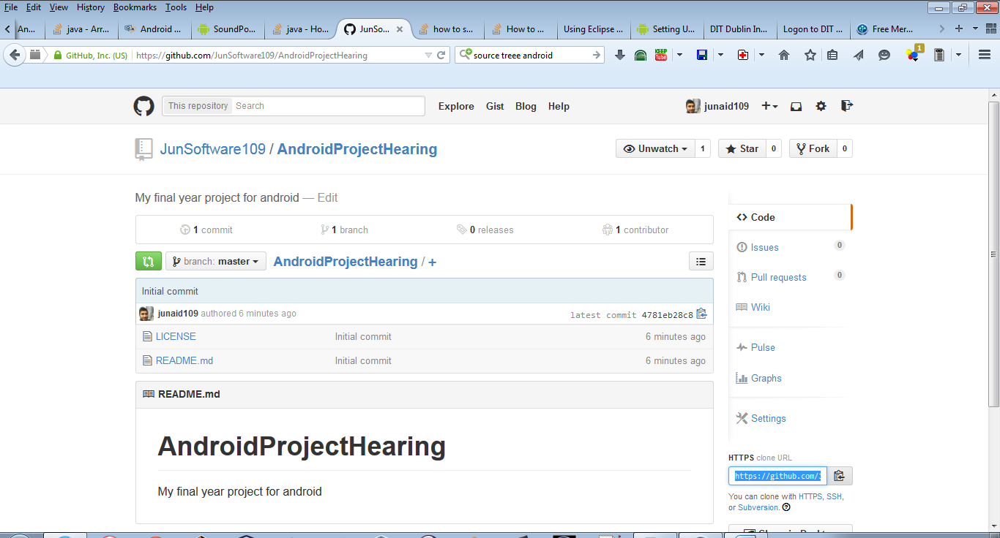 File Edit View History Bookmarks Tools Help
An... java - Arr... Android ... SoundPo... java - Ho... JunSo... how to s... How to ... Using Eclipse ... Setting U... DIT Dublin In... Logon to DIT ... Free Mer...
GitHub, Inc. (US) https://github.com/JunSoftware109/AndroidProjectHearing source treee android KEEP Tube 1
This repository Search Explore Gist Blog Help junaid109
JunSoftware109 / AndroidProjectHearing Unwatch 1 Star 0 Fork 0
My final year project for android — Edit
1 commit 1 branch 0 releases 1 contributor
branch: master AndroidProjectHearing / +
Initial commit
junaid109 authored 6 minutes ago latest commit 4781eb28c8
LICENSE Initial commit 6 minutes ago
README.md Initial commit 6 minutes ago
README.md
AndroidProjectHearing
My final year project for android
Code
Issues 0
Pull requests 0
Wiki
Pulse
Graphs
Settings
HTTPS clone URL
https://github.com/
You can clone with HTTPS, SSH,
or Subversion.